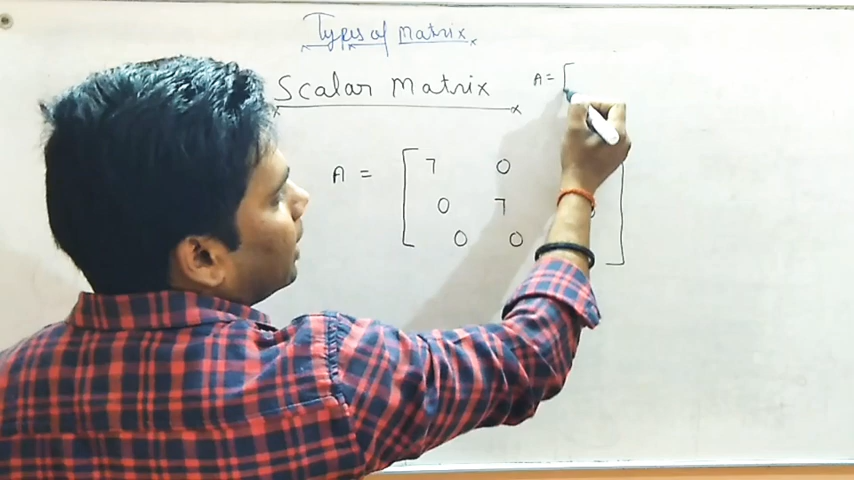 Types of Matrix
Scalar Matrix
A = [
A = [ 7 0
0 7
0 0 ]